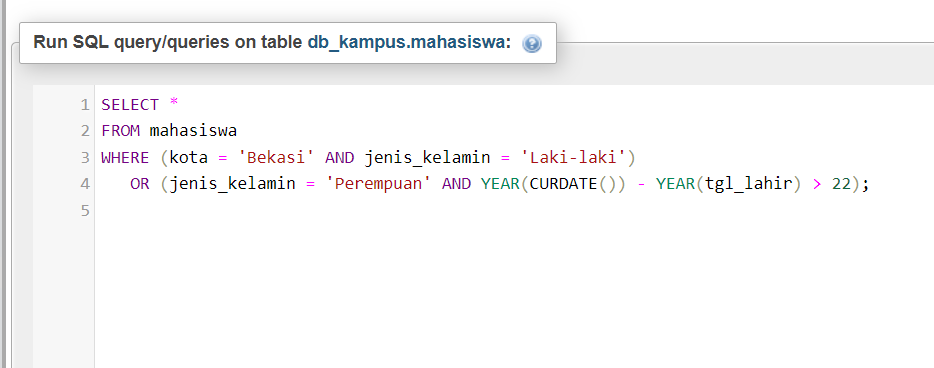 Run SQL query/queries on table db_kampus.mahasiswa:
1 SELECT *
2 FROM mahasiswa
3 WHERE (kota = 'Bekasi' AND jenis_kelamin = 'Laki-laki')
4    OR (jenis_kelamin = 'Perempuan' AND YEAR(CURDATE()) - YEAR(tgl_lahir) > 22);
5